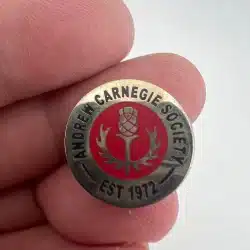 ANDREW CARNEGIE SOCIETY
EST 1972